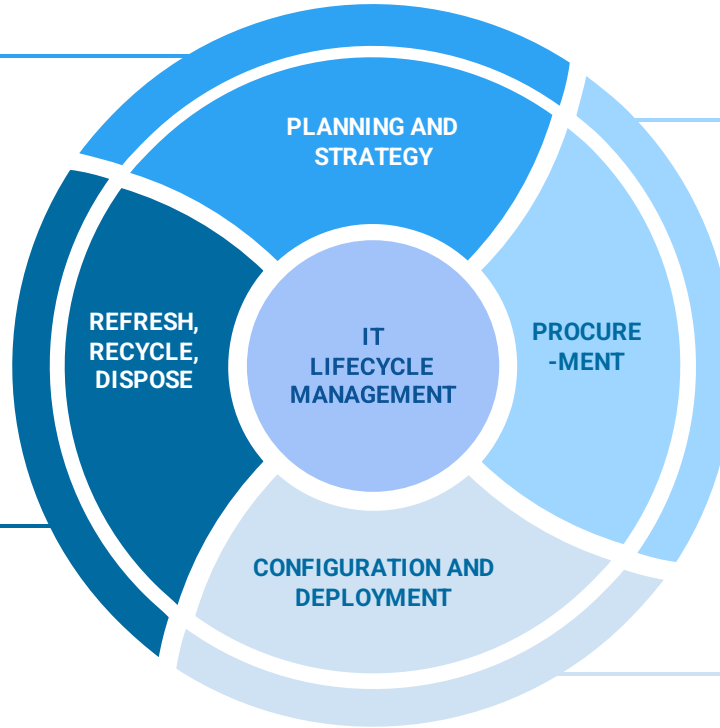 PLANNING AND
STRATEGY
REFRESH,
RECYCLE,
DISPOSE
IT
LIFECYCLE
MANAGEMENT
PROCURE
-MENT
CONFIGURATION AND
DEPLOYMENT